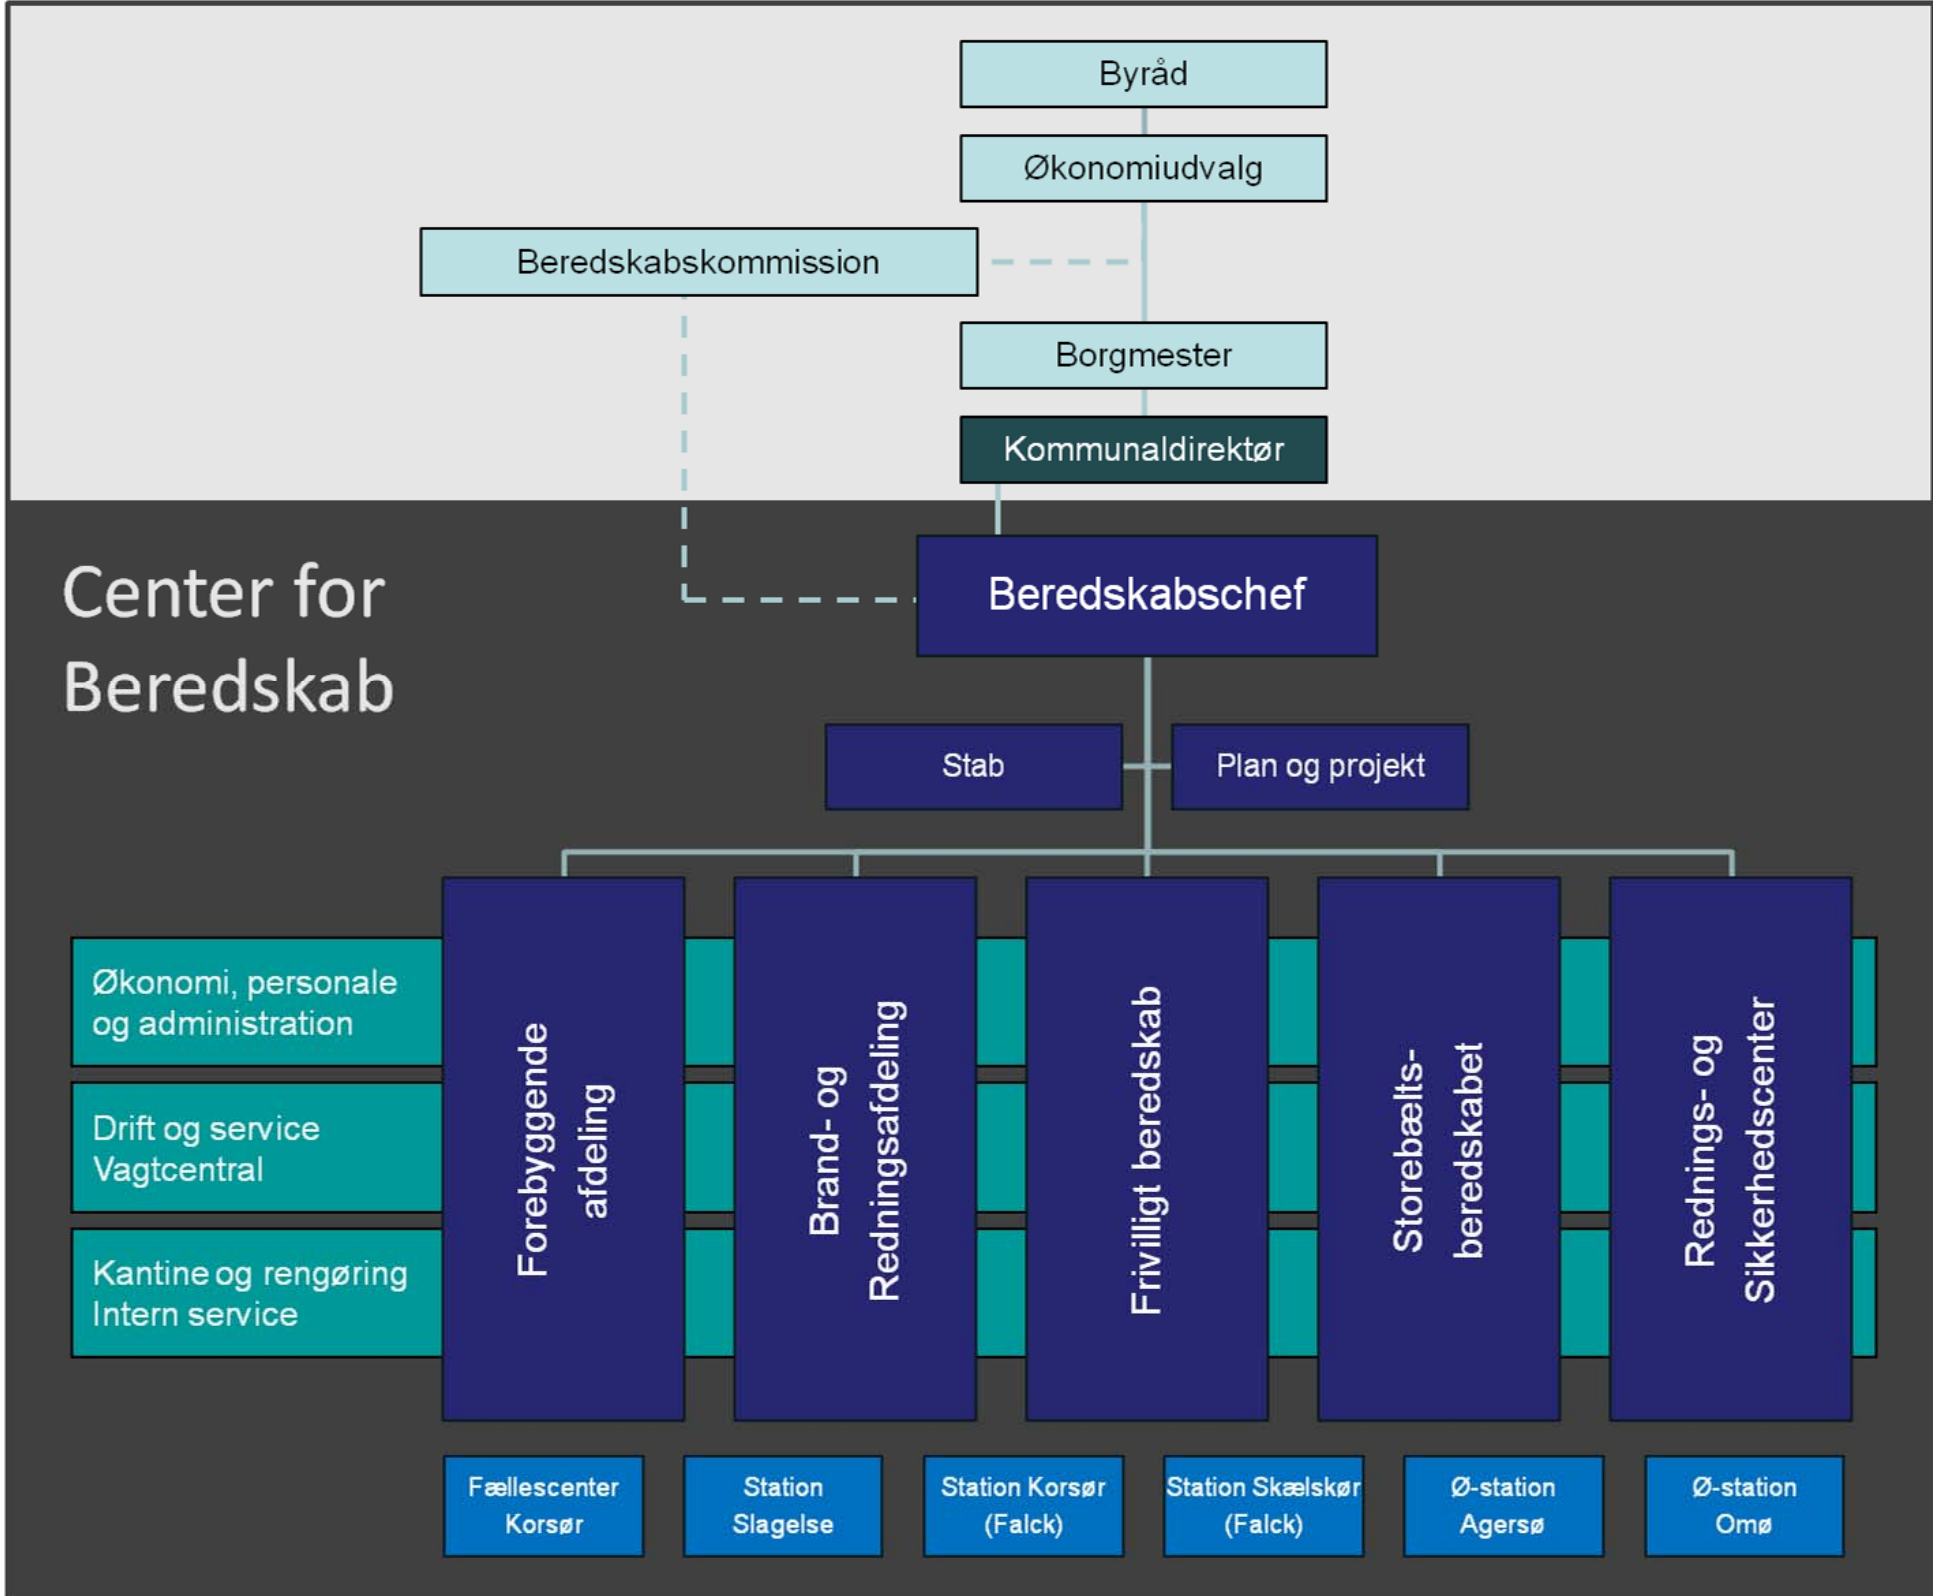 Byråd
Økonomiudvalg
Beredskabskommission
Borgmester
Kommunaldirektør
Center for
Beredskab
Beredskabschef
Stab
Plan og projekt
Økonomi, personale
og administration
Drift og service
Vagtcentral
Kantine og rengøring
Intern service
Forebyggende
afdeling
Brand- og
Redningsafdeling
Frivilligt beredskab
Storebælts-
beredskabet
Rednings- og
Sikkerhedscenter
Fællescenter
Korsør
Station
Slagelse
Station Korsør
(Falck)
Station Skælskør
(Falck)
Ø-station
Agersø
Ø-station
Omø